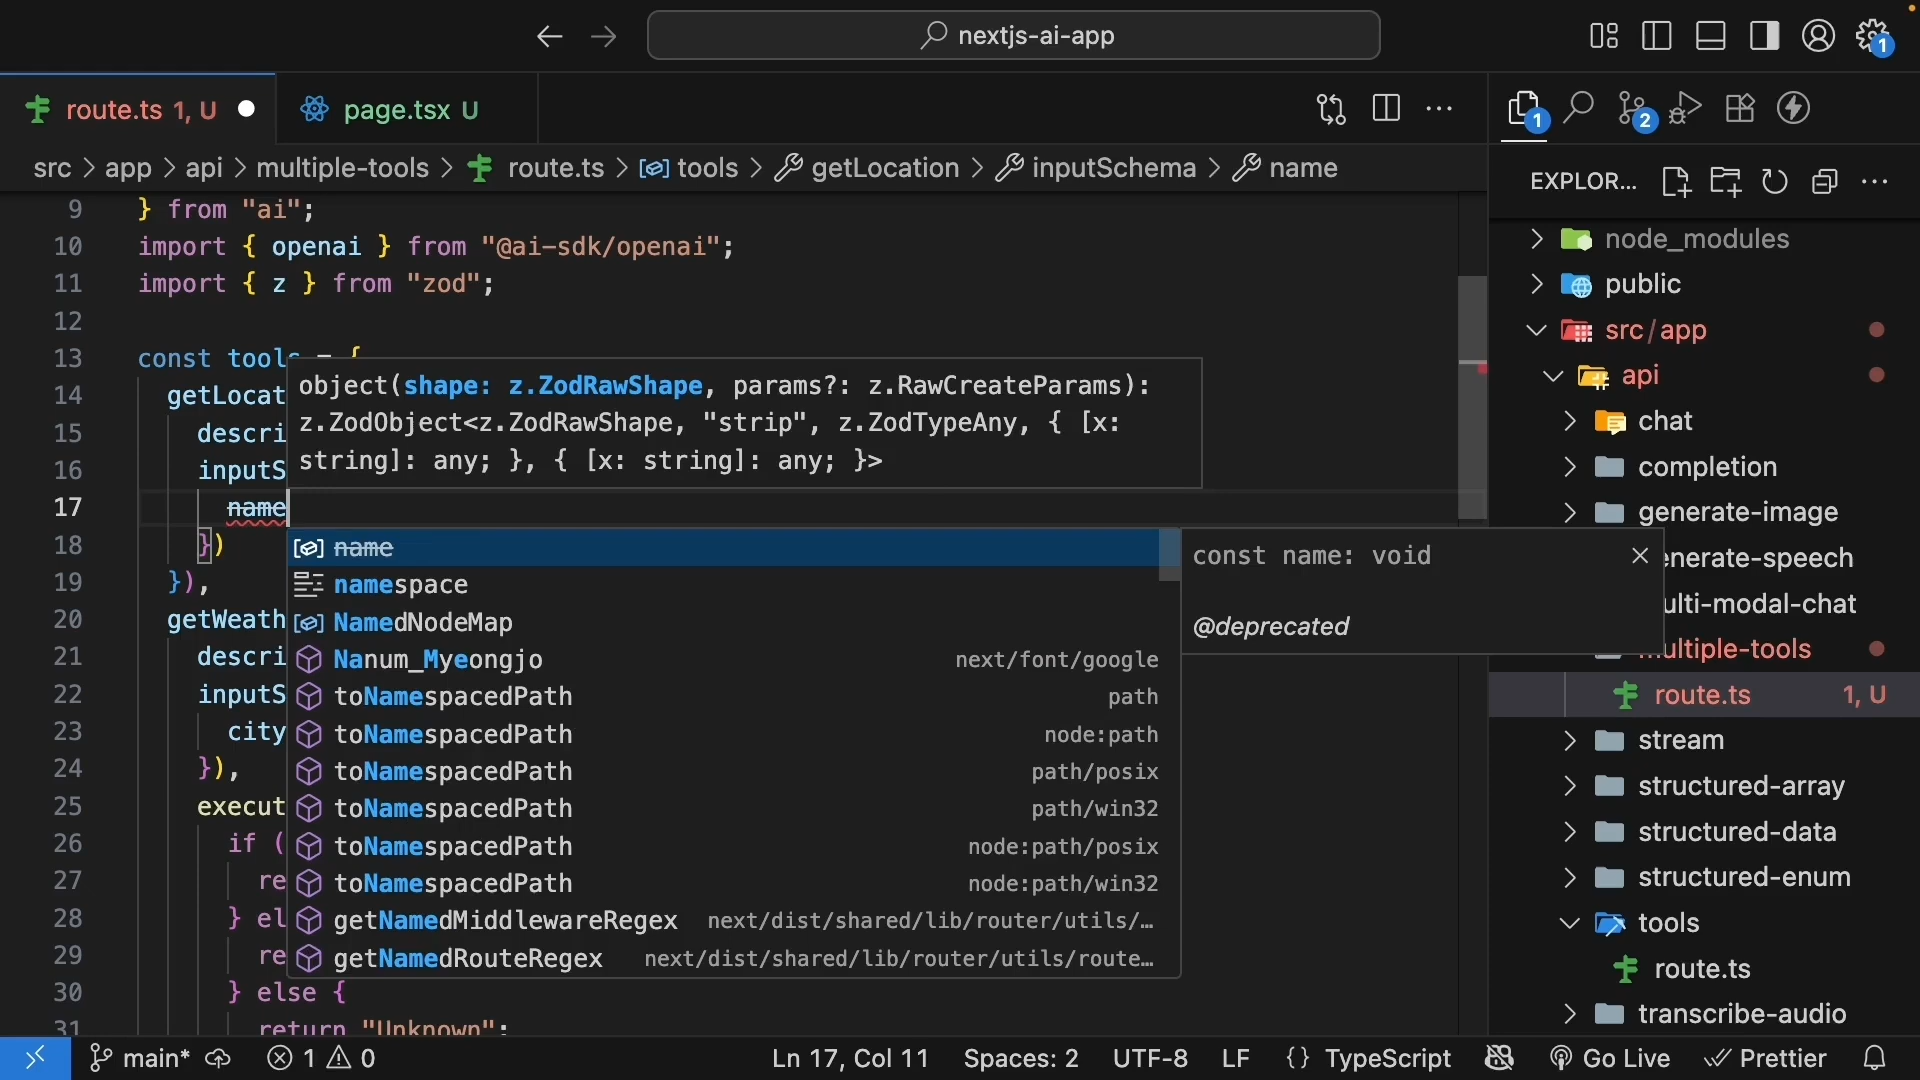 nextjs-ai-app
1
route.ts 1, U
page.tsx U
1
2
src > app > api > multiple-tools > route.ts > tools > getLocation > inputSchema > name
EXPLOR...
9 } from "ai";
10 import { openai } from "@ai-sdk/openai";
11 import { z } from "zod";
12
13 const tools = {
14 getLocat
15 descri
16 inputS
17 name
18 })
19 }),
20 getWeath
21 descri
22 inputS
23 city
24 }),
25 execut
26 if (
27 re
28 } el
29 re
30 } else {
31 return "Unknown";
object(shape: z.ZodRawShape, params?: z.RawCreateParams):
z.ZodObject<z.ZodRawShape, "strip", z.ZodTypeAny, { [x:
string]: any; }, { [x: string]: any; }>
name
namespace
NamedNodeMap
Nanum_Myeongjo next/font/google
toNamespacedPath path
toNamespacedPath node:path
toNamespacedPath path/posix
toNamespacedPath path/win32
toNamespacedPath node:path/posix
toNamespacedPath node:path/win32
getNamedMiddlewareRegex next/dist/shared/lib/router/utils/…
getNamedRouteRegex next/dist/shared/lib/router/utils/route…
const name: void
@deprecated
node_modules
public
src/app
api
chat
completion
generate-image
enerate-speech
ulti-modal-chat
multiple-tools
route.ts 1, U
stream
structured-array
structured-data
structured-enum
tools
route.ts
transcribe-audio
main* 1 0 Ln 17, Col 11 Spaces: 2 UTF-8 LF {} TypeScript Go Live Prettier